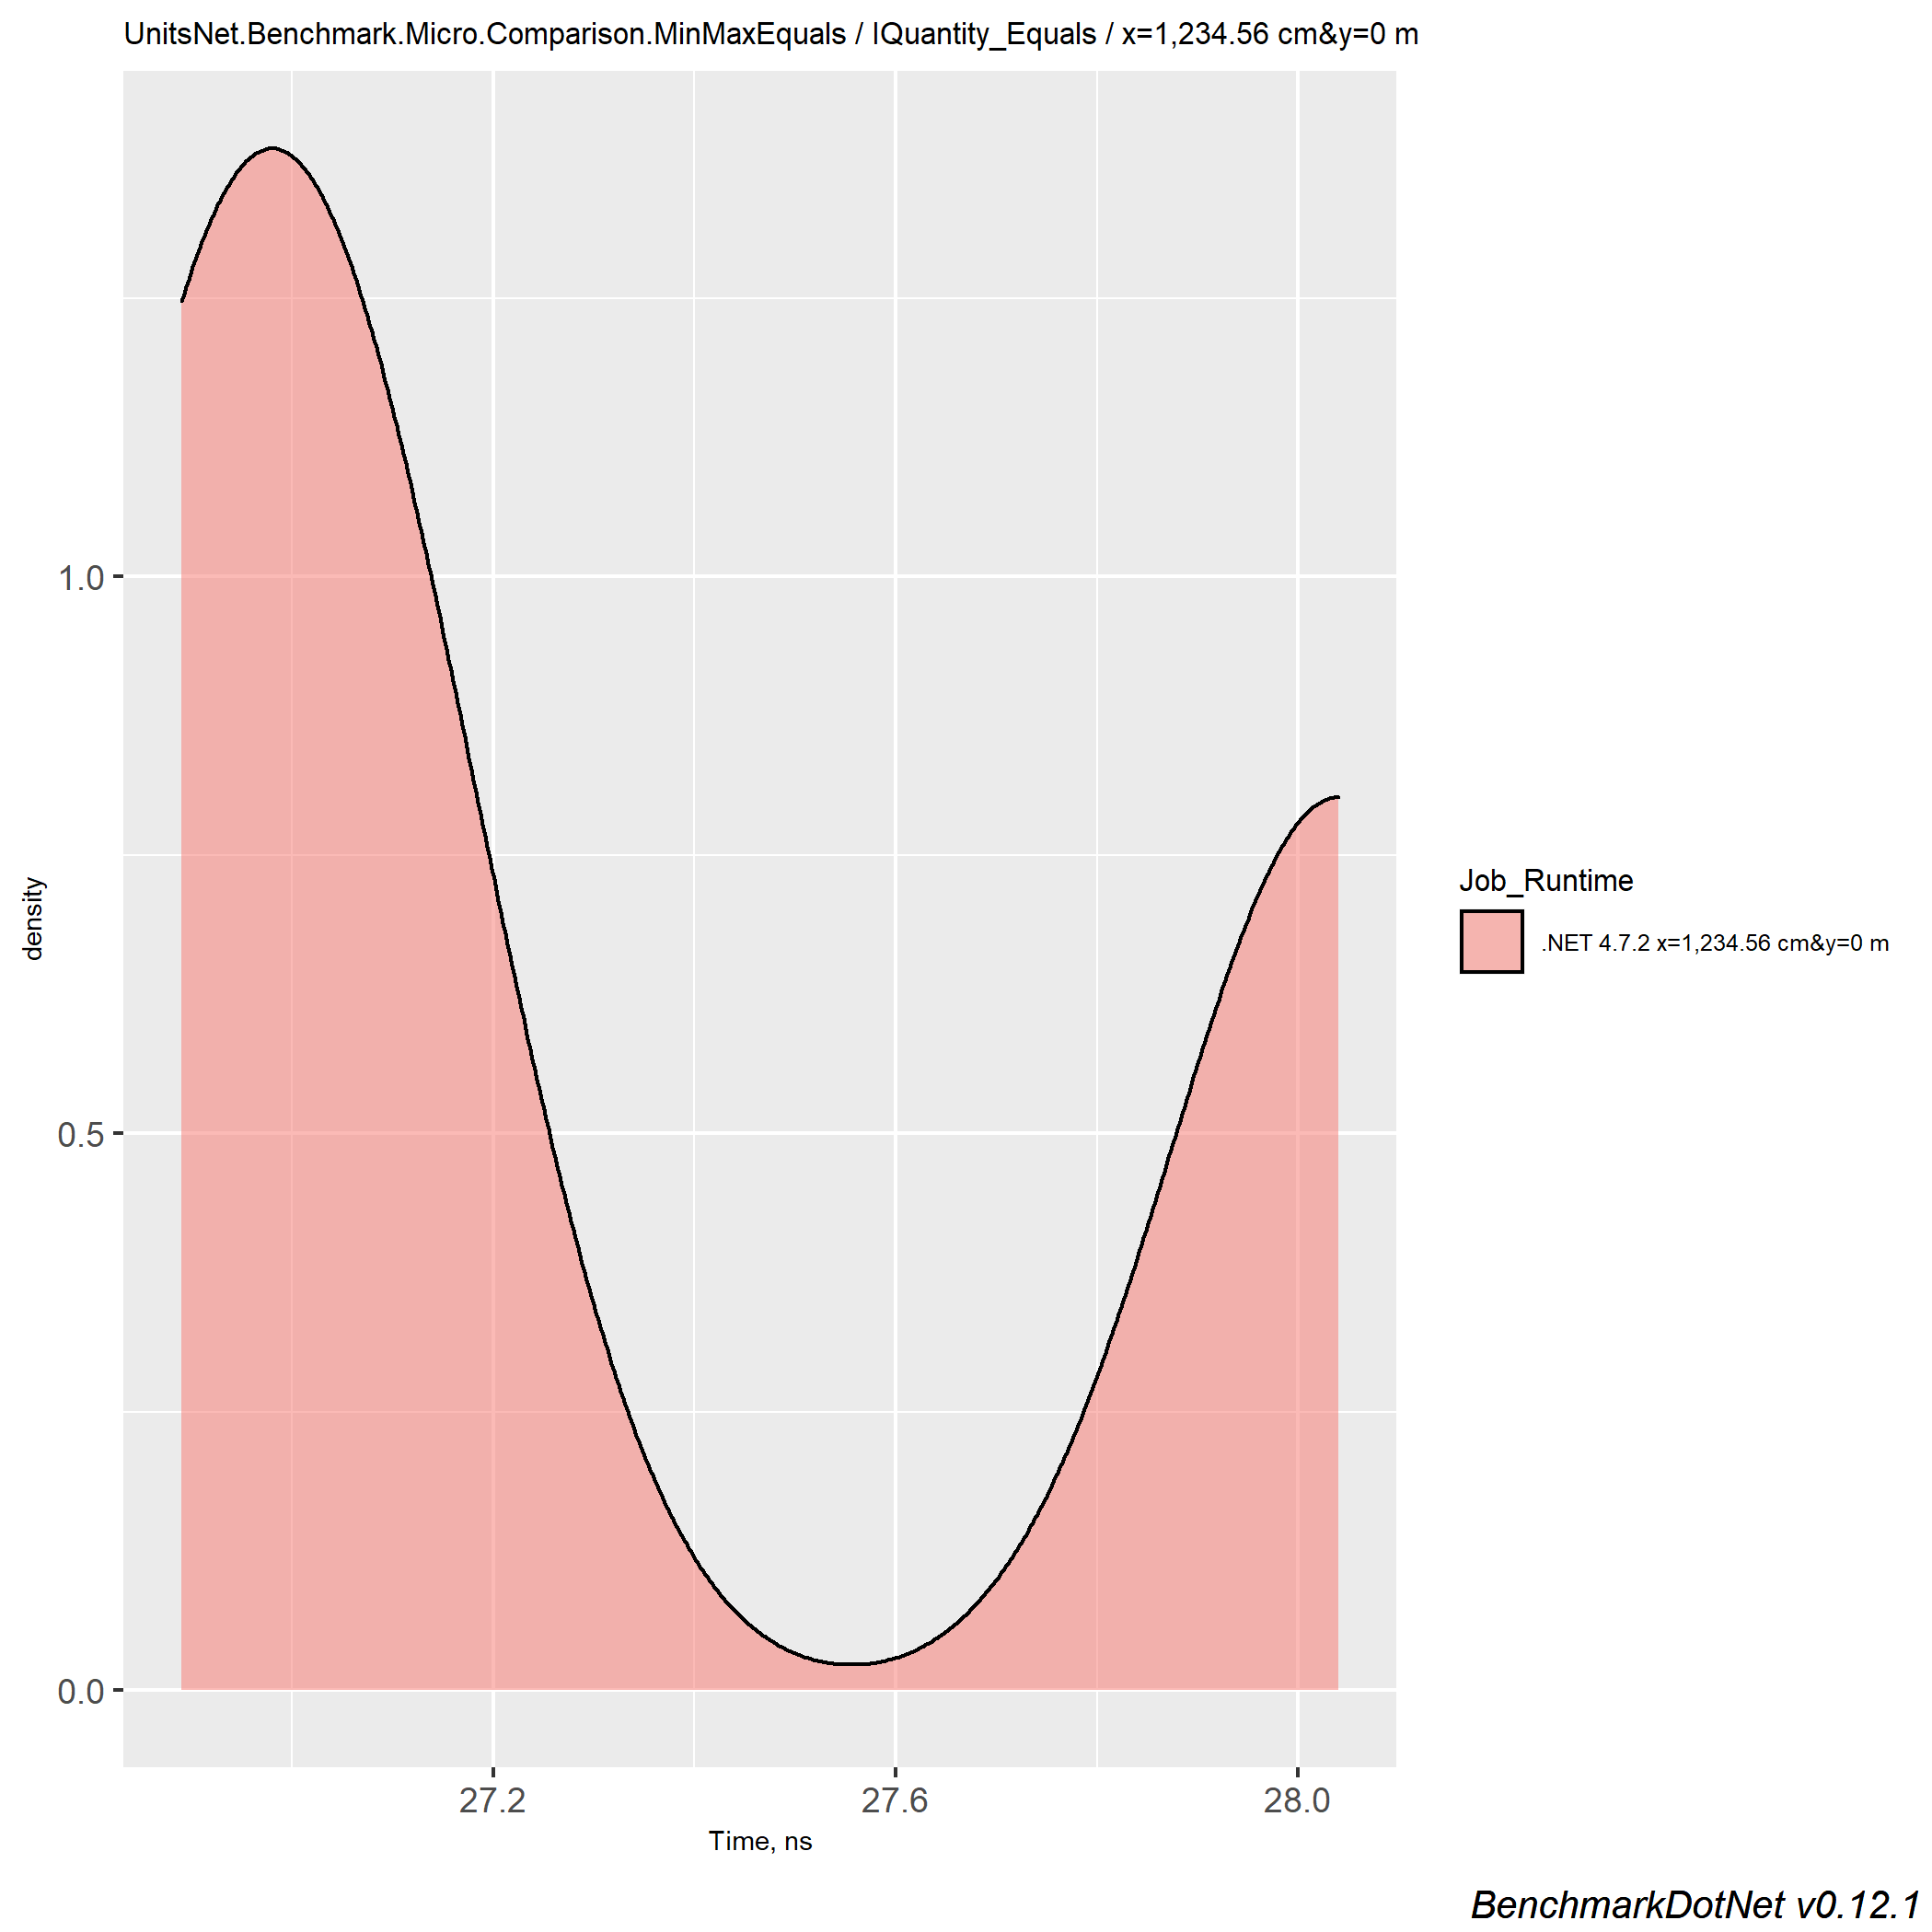 UnitsNet.Benchmark.Micro.Comparison.MinMaxEquals / IQuantity_Equals / x=1,234.56 cm&y=0 m
1.0
0.5
0.0
density
27.2 27.6 28.0
Time, ns
Job_Runtime
.NET 4.7.2 x=1,234.56 cm&y=0 m
BenchmarkDotNet v0.12.1